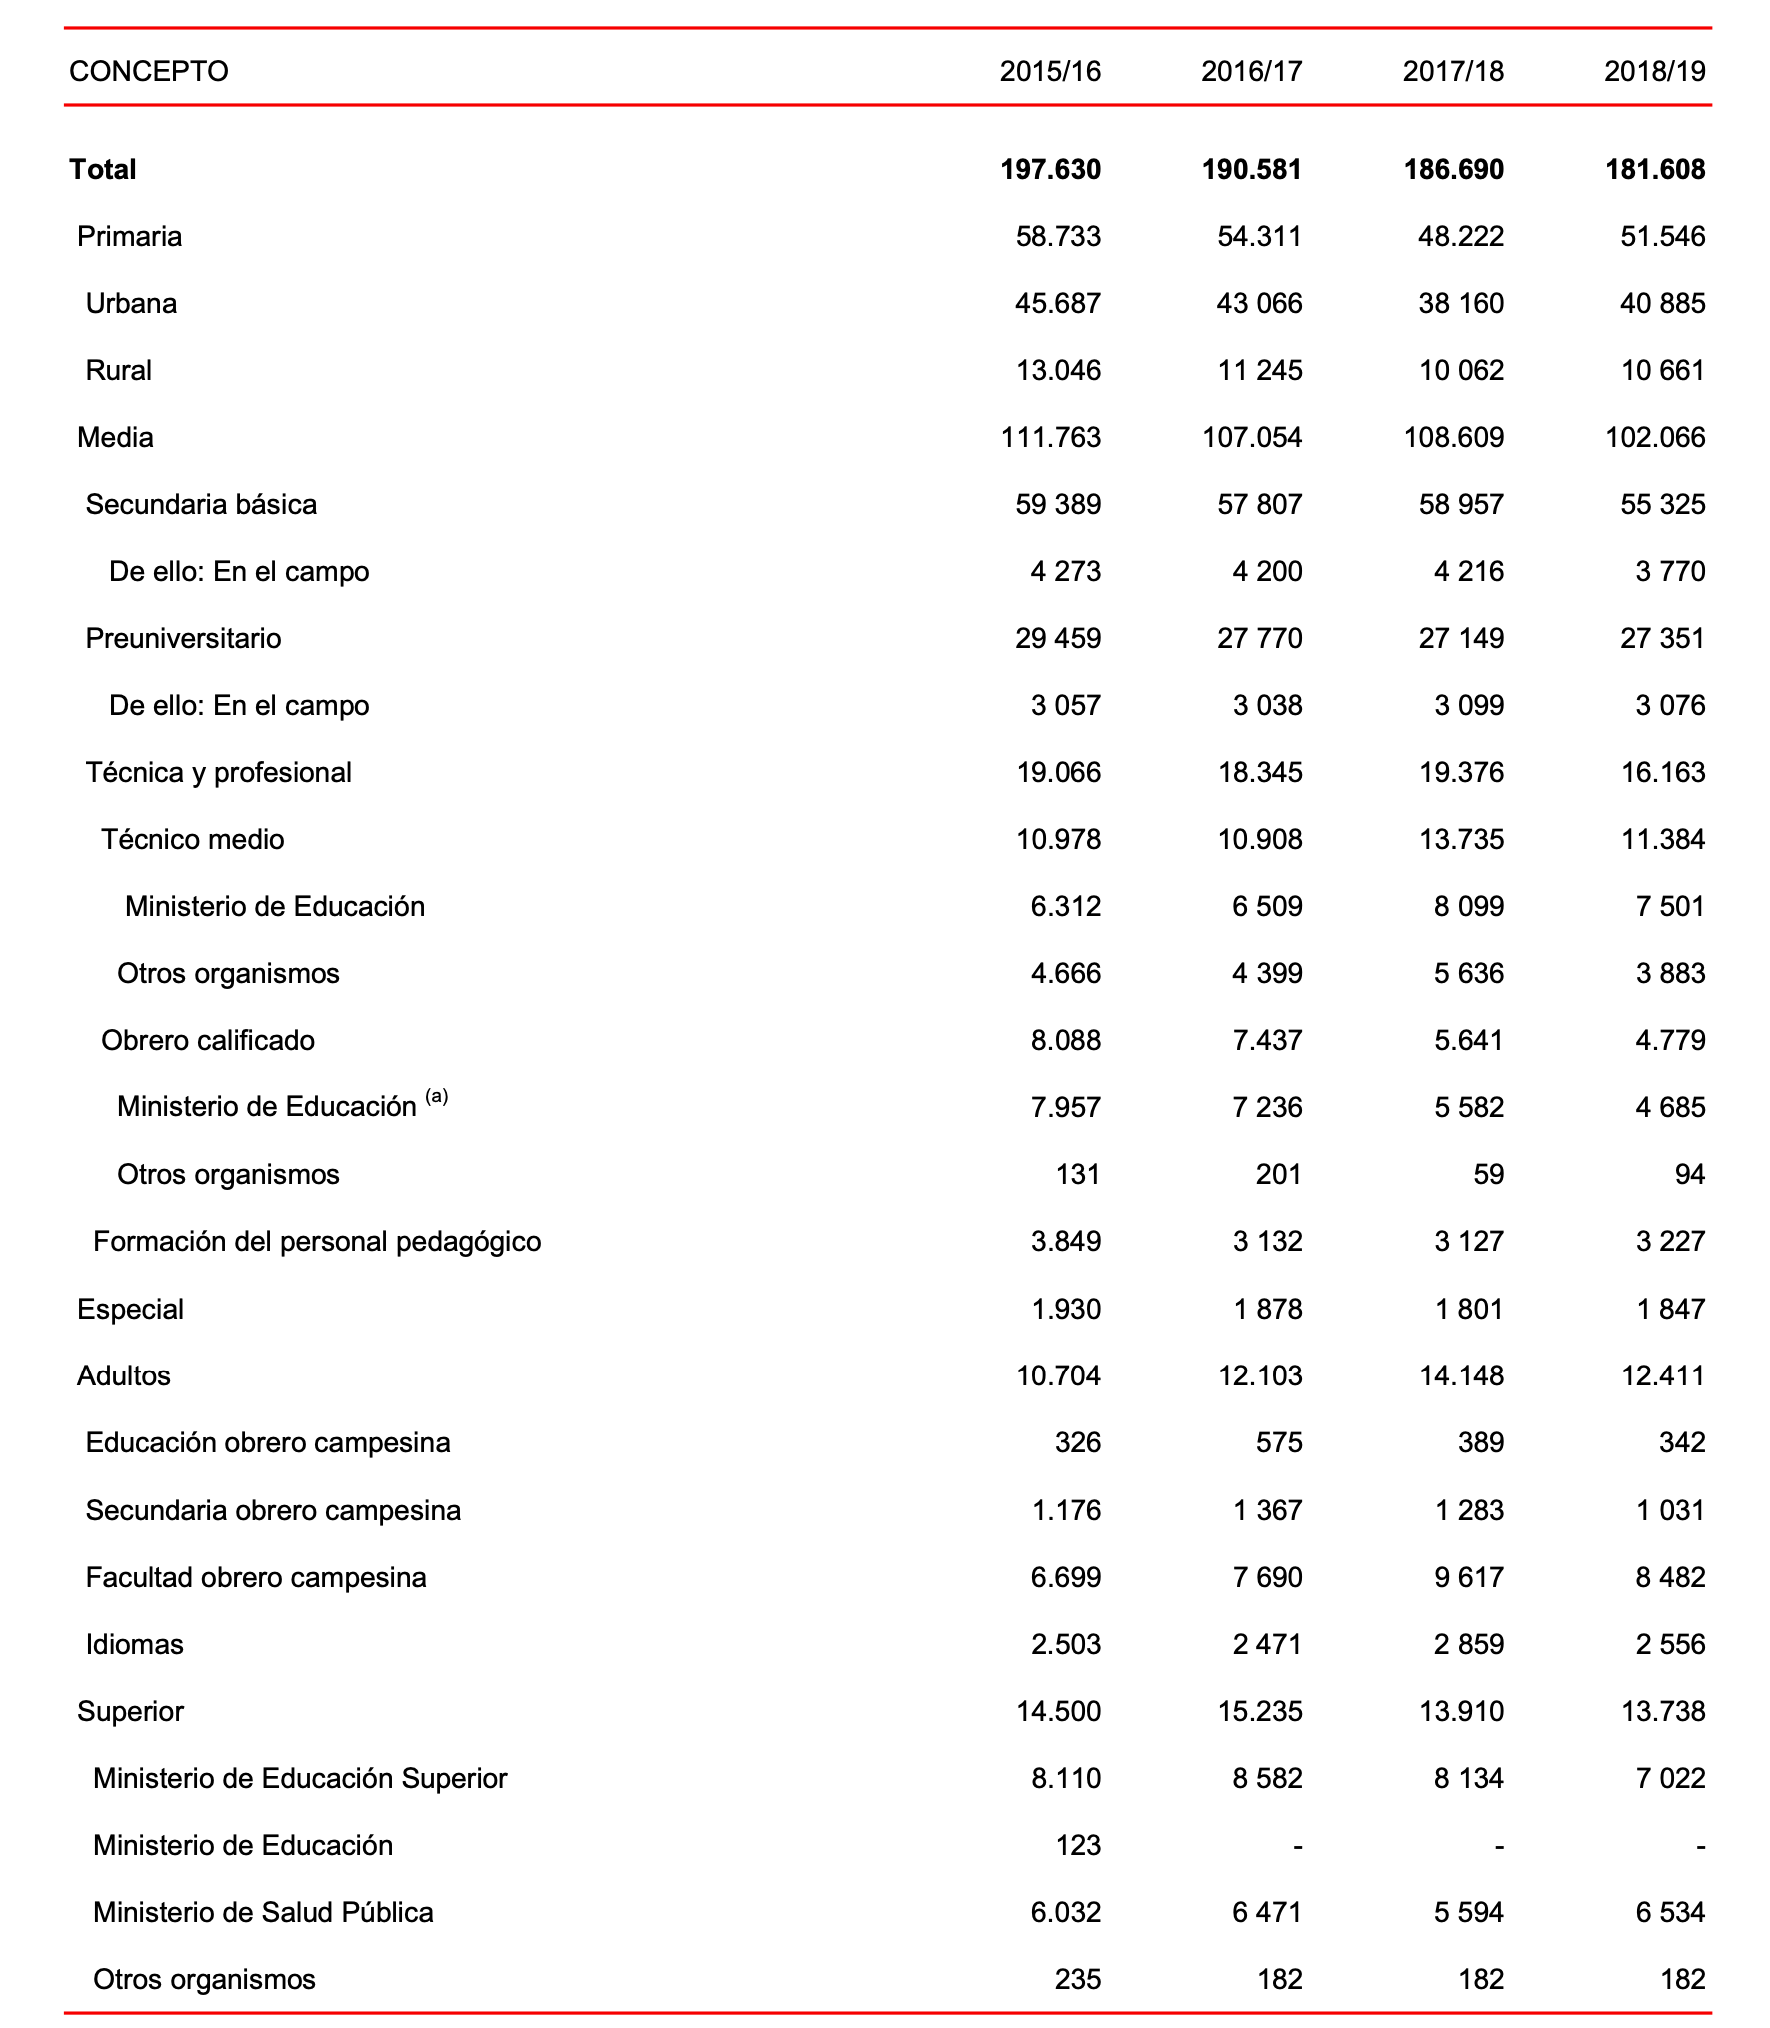 CONCEPTO 2015/16 2016/17 2017/18 2018/19
Total 197.630 190.581 186.690 181.608
Primaria 58.733 54.311 48.222 51.546
Urbana 45.687 43 066 38 160 40 885
Rural 13.046 11 245 10 062 10 661
Media 111.763 107.054 108.609 102.066
Secundaria básica 59 389 57 807 58 957 55 325
De ello: En el campo 4 273 4 200 4 216 3 770
Preuniversitario 29 459 27 770 27 149 27 351
De ello: En el campo 3 057 3 038 3 099 3 076
Técnica y profesional 19.066 18.345 19.376 16.163
Técnico medio 10.978 10.908 13.735 11.384
Ministerio de Educación 6.312 6 509 8 099 7 501
Otros organismos 4.666 4 399 5 636 3 883
Obrero calificado 8.088 7.437 5.641 4.779
Ministerio de Educación (a) 7.957 7 236 5 582 4 685
Otros organismos 131 201 59 94
Formación del personal pedagógico 3.849 3 132 3 127 3 227
Especial 1.930 1 878 1 801 1 847
Adultos 10.704 12.103 14.148 12.411
Educación obrero campesina 326 575 389 342
Secundaria obrero campesina 1.176 1 367 1 283 1 031
Facultad obrero campesina 6.699 7 690 9 617 8 482
Idiomas 2.503 2 471 2 859 2 556
Superior 14.500 15.235 13.910 13.738
Ministerio de Educación Superior 8.110 8 582 8 134 7 022
Ministerio de Educación 123 - - -
Ministerio de Salud Pública 6.032 6 471 5 594 6 534
Otros organismos 235 182 182 182